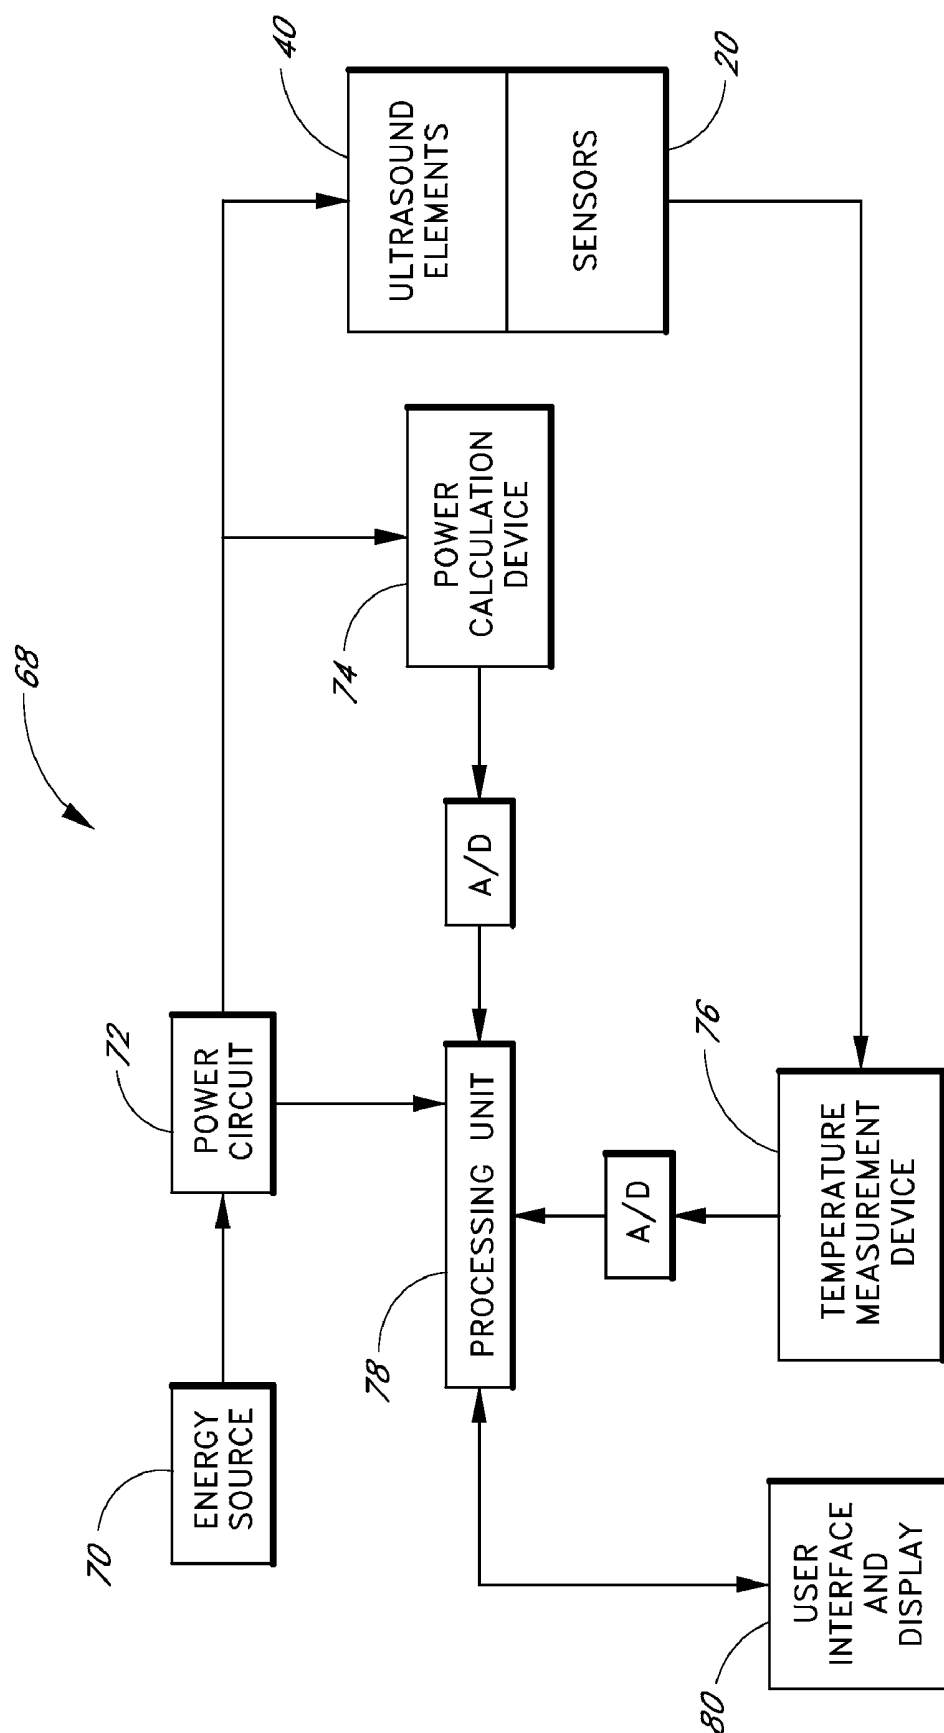 68
70
ENERGY
SOURCE
72
POWER
CIRCUIT
40
ULTRASOUND
ELEMENTS
SENSORS
20
74
POWER
CALCULATION
DEVICE
A/D
78
PROCESSING UNIT
A/D
76
TEMPERATURE
MEASUREMENT
DEVICE
80
USER
INTERFACE
AND
DISPLAY